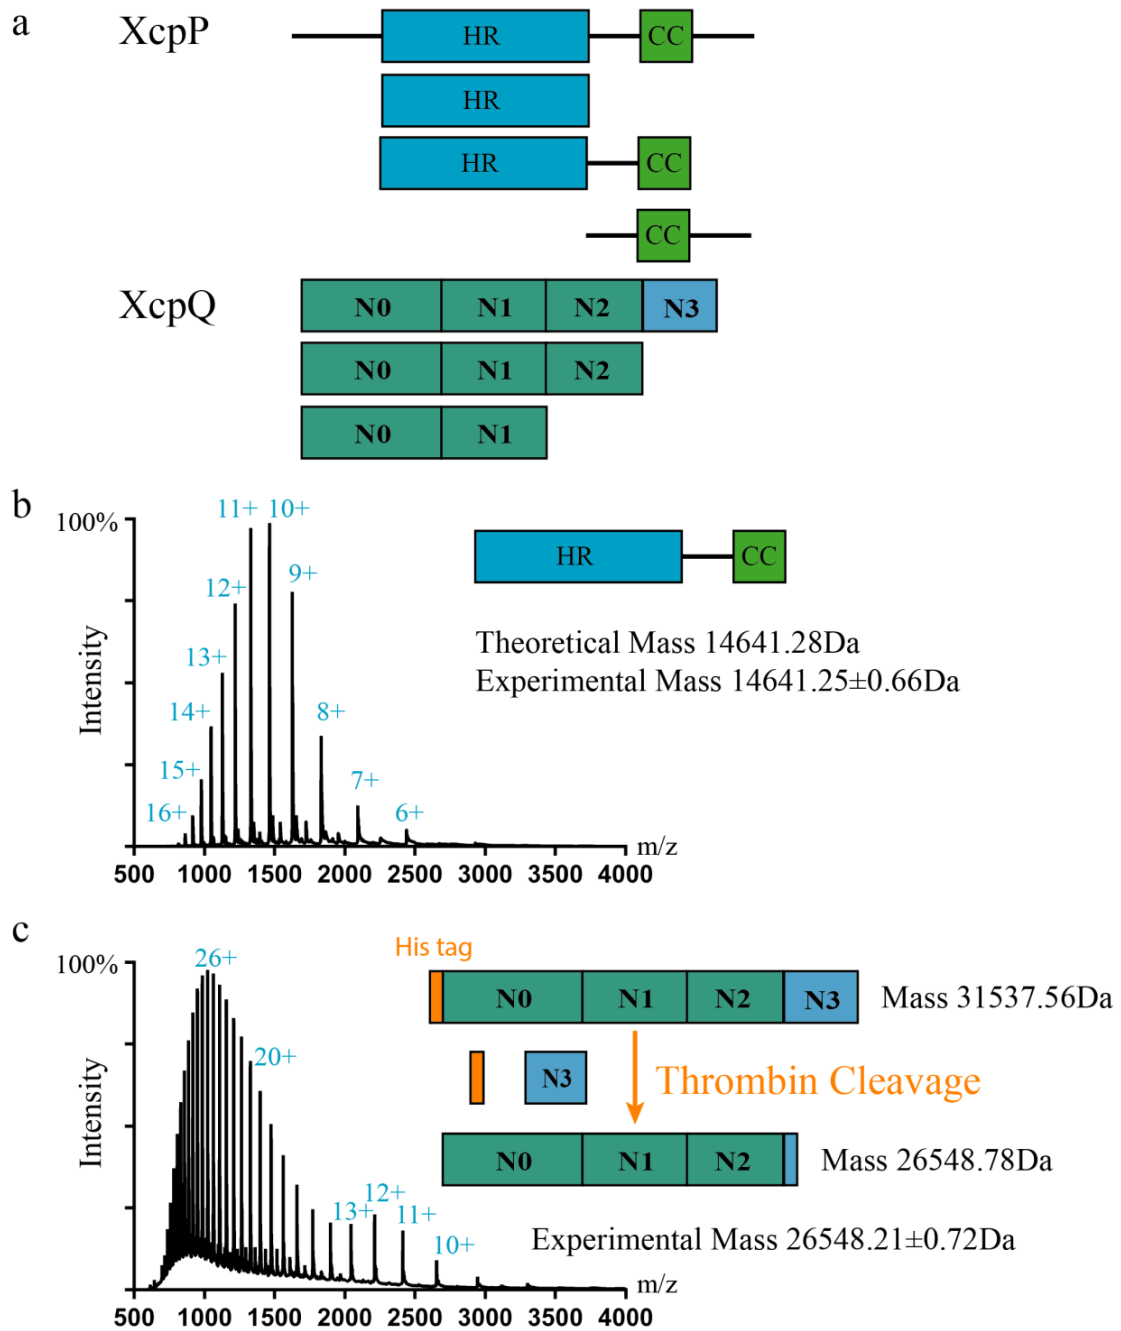 a
XcpP
HR
CC
HR
HR
CC
CC
XcpQ
N0
N1
N2
N3
N0
N1
N2
N0
N1
b
100%
Intensity
16+
15+
14+
13+
12+
11+
10+
9+
8+
7+
6+
HR
CC
Theoretical Mass 14641.28Da
Experimental Mass 14641.25±0.66Da
m/z
500 1000 1500 2000 2500 3000 3500 4000
c
100%
Intensity
26+
20+
13+
12+
11+
10+
His tag
N0
N1
N2
N3
Mass 31537.56Da
N3
Thrombin Cleavage
N0
N1
N2
Mass 26548.78Da
Experimental Mass 26548.21±0.72Da
m/z
500 1000 1500 2000 2500 3000 3500 4000